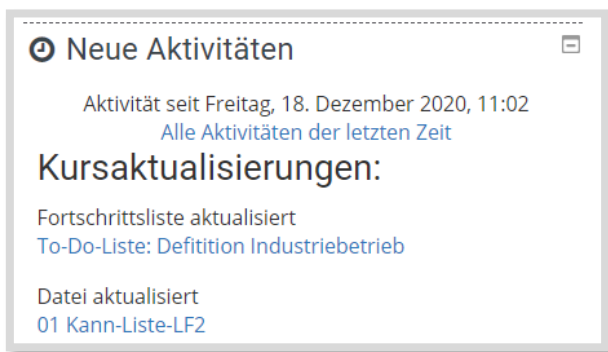 Neue Aktivitäten
Aktivität seit Freitag, 18. Dezember 2020, 11:02
Alle Aktivitäten der letzten Zeit
Kursaktualisierungen:
Fortschrittsliste aktualisiert
To-Do-Liste: Defitition Industriebetrieb
Datei aktualisiert
01 Kann-Liste-LF2